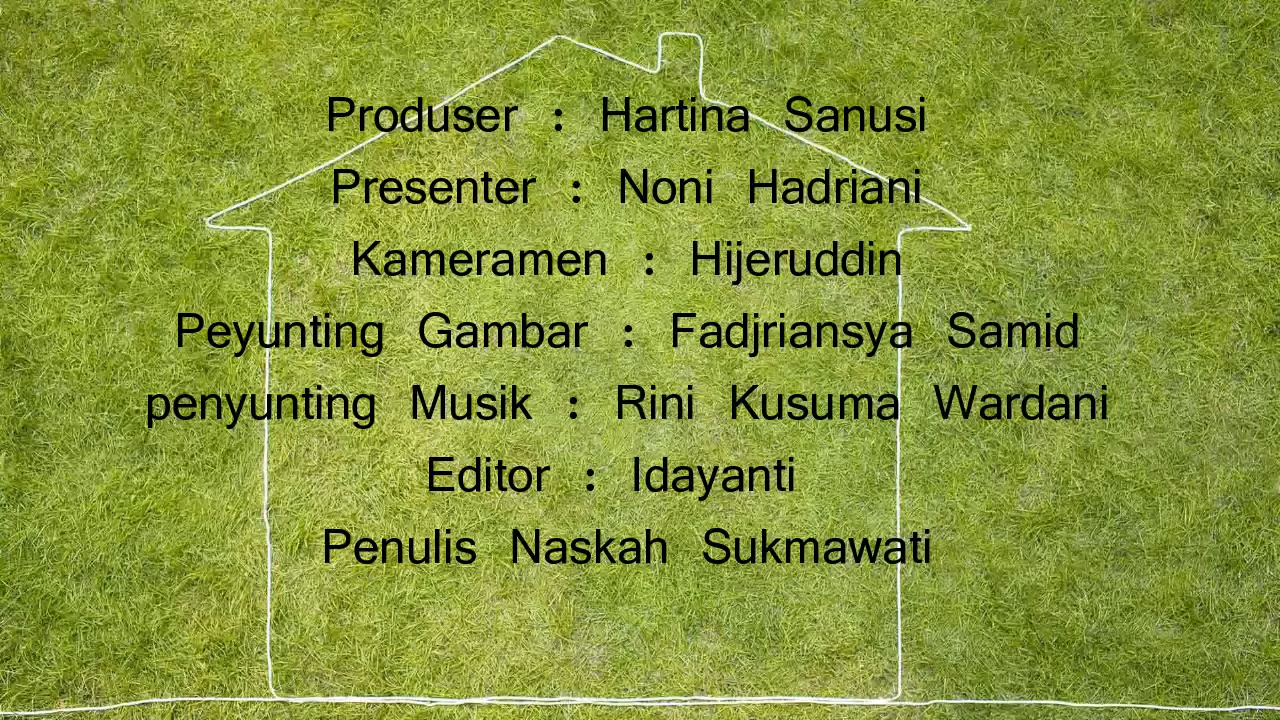 Produser : Hartina Sanusi
Presenter : Noni Hadriani
Kameramen : Hijeruddin
Peyunting Gambar : Fadjriansya Samid
penyunting Musik : Rini Kusuma Wardani
Editor : Idayanti
Penulis Naskah Sukmawati